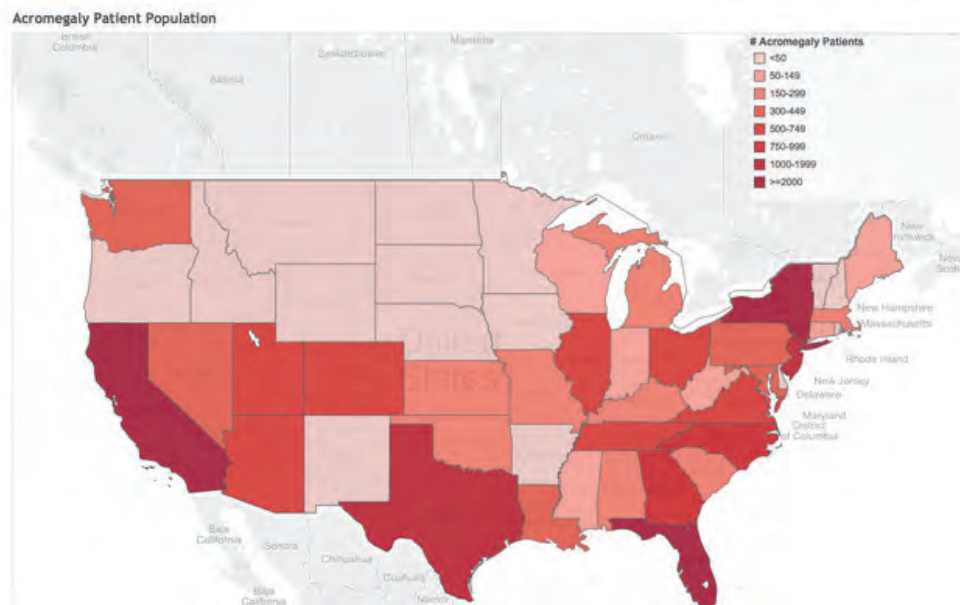 Acromegaly Patient Population
British
Columbia
Alberta
Saskatchewan
Manitoba
Ontario
# Acromegaly Patients
<50
50-149
150-299
300-449
500-749
750-999
1000-1999
>=2000
New
Nova
New Hampshire
Massachusetts
Rhode Island
New Jersey
Delaware
Maryland
District
of Columbia
United
States
Baja
California
Sonora
Chihuahua
Coahuila
Baja
California